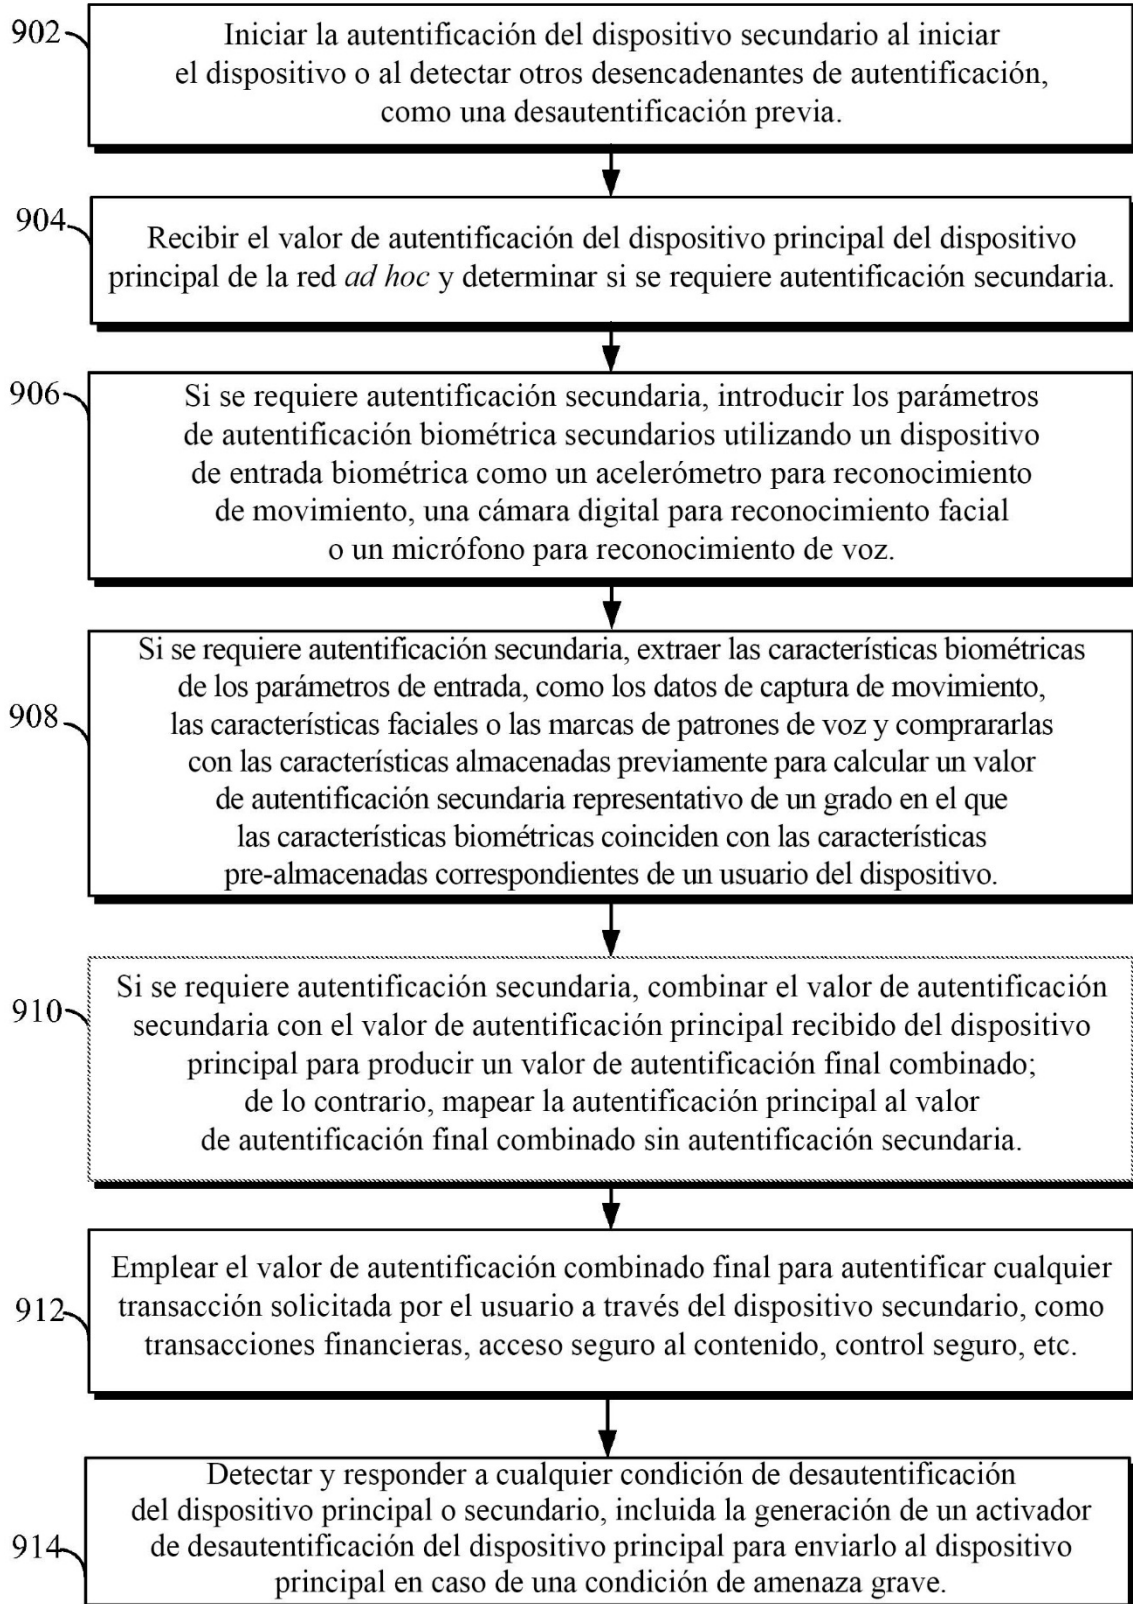 902
Iniciar la autentificación del dispositivo secundario al iniciar
el dispositivo o al detectar otros desencadenantes de autentificación,
como una desautentificación previa.
904
Recibir el valor de autentificación del dispositivo principal del dispositivo
principal de la red ad hoc y determinar si se requiere autentificación secundaria.
906
Si se requiere autentificación secundaria, introducir los parámetros
de autentificación biométrica secundarios utilizando un dispositivo
de entrada biométrica como un acelerómetro para reconocimiento
de movimiento, una cámara digital para reconocimiento facial
o un micrófono para reconocimiento de voz.
908
Si se requiere autentificación secundaria, extraer las características biométricas
de los parámetros de entrada, como los datos de captura de movimiento,
las características faciales o las marcas de patrones de voz y comprararlas
con las características almacenadas previamente para calcular un valor
de autentificación secundaria representativo de un grado en el que
las características biométricas coinciden con las características
pre-almacenadas correspondientes de un usuario del dispositivo.
910
Si se requiere autentificación secundaria, combinar el valor de autentificación
secundaria con el valor de autentificación principal recibido del dispositivo
principal para producir un valor de autentificación final combinado;
de lo contrario, mapear la autentificación principal al valor
de autentificación final combinado sin autentificación secundaria.
912
Emplear el valor de autentificación combinado final para autentificar cualquier
transacción solicitada por el usuario a través del dispositivo secundario, como
transacciones financieras, acceso seguro al contenido, control seguro, etc.
914
Detectar y responder a cualquier condición de desautentificación
del dispositivo principal o secundario, incluida la generación de un activador
de desautentificación del dispositivo principal para enviarlo al dispositivo
principal en caso de una condición de amenaza grave.